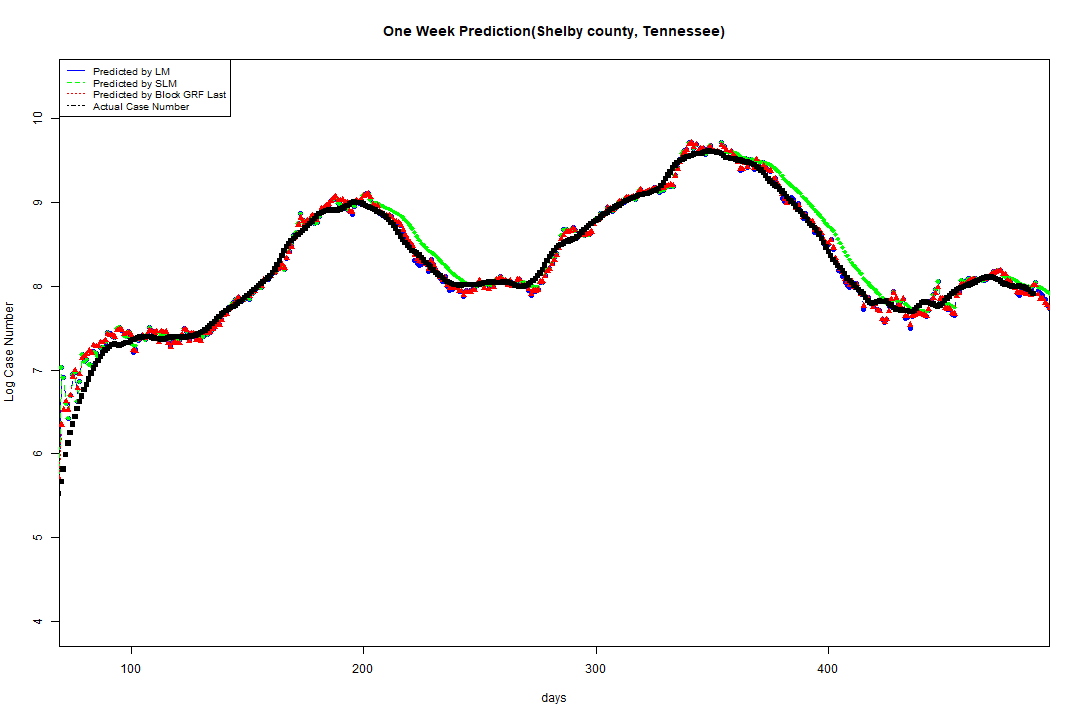 One Week Prediction(Shelby county, Tennessee)
Predicted by LM
Predicted by SLM
Predicted by Block GRF Last
Actual Case Number
10
9
8
7
6
5
4
Log Case Number
100 200 300 400
days